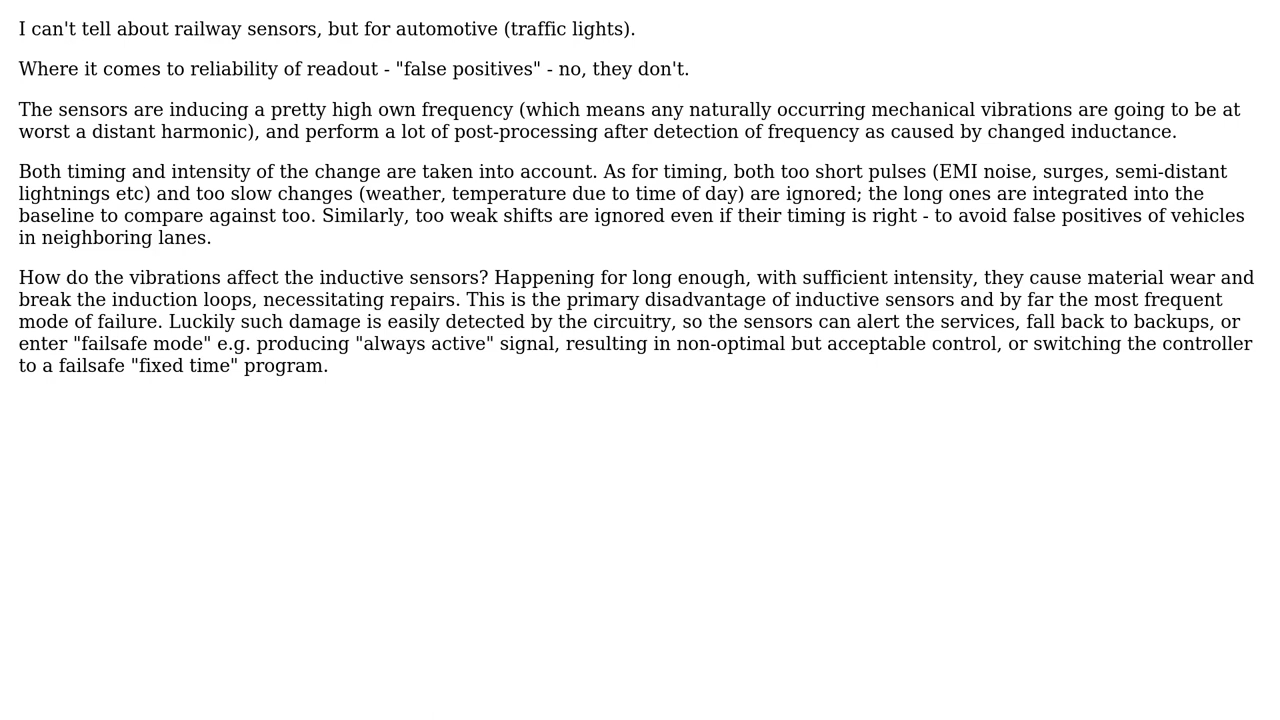 I can't tell about railway sensors, but for automotive (traffic lights).
Where it comes to reliability of readout - "false positives" - no, they don't.
The sensors are inducing a pretty high own frequency (which means any naturally occurring mechanical vibrations are going to be at
worst a distant harmonic), and perform a lot of post-processing after detection of frequency as caused by changed inductance.
Both timing and intensity of the change are taken into account. As for timing, both too short pulses (EMI noise, surges, semi-distant
lightnings etc) and too slow changes (weather, temperature due to time of day) are ignored; the long ones are integrated into the
baseline to compare against too. Similarly, too weak shifts are ignored even if their timing is right - to avoid false positives of vehicles
in neighboring lanes.
How do the vibrations affect the inductive sensors? Happening for long enough, with sufficient intensity, they cause material wear and
break the induction loops, necessitating repairs. This is the primary disadvantage of inductive sensors and by far the most frequent
mode of failure. Luckily such damage is easily detected by the circuitry, so the sensors can alert the services, fall back to backups, or
enter "failsafe mode" e.g. producing "always active" signal, resulting in non-optimal but acceptable control, or switching the controller
to a failsafe "fixed time" program.